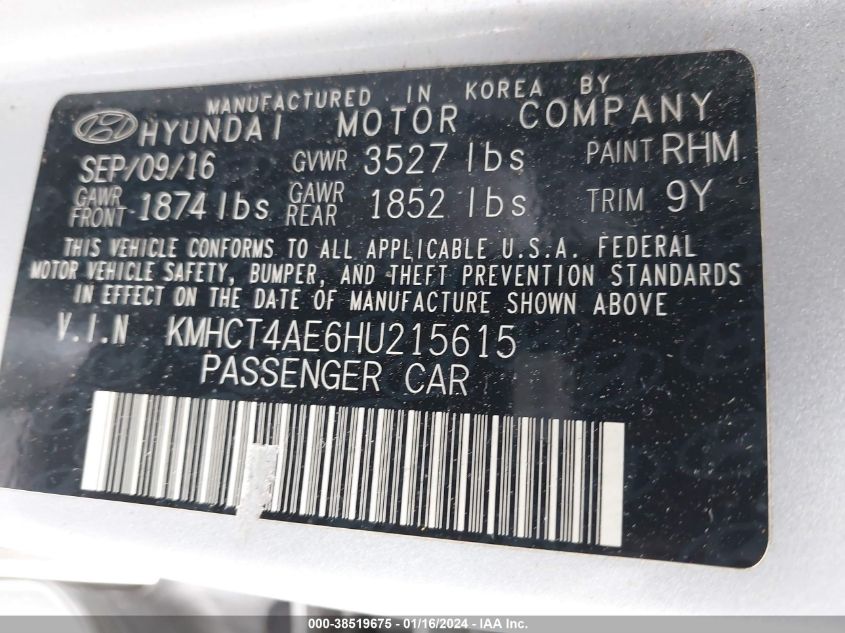 MANUFACTURED IN KOREA BY
HYUNDAI MOTOR COMPANY
SEP/09/16 GVWR 3527 lbs PAINT RHM
GAWR FRONT 1874 lbs GAWR REAR 1852 lbs TRIM 9Y
THIS VEHICLE CONFORMS TO ALL APPLICABLE U.S.A. FEDERAL
MOTOR VEHICLE SAFETY, BUMPER, AND THEFT PREVENTION STANDARDS
IN EFFECT ON THE DATE OF MANUFACTURE SHOWN ABOVE
V.I.N KMHCT4AE6HU215615
PASSENGER CAR
000-38519675 - 01/16/2024 - IAA Inc.